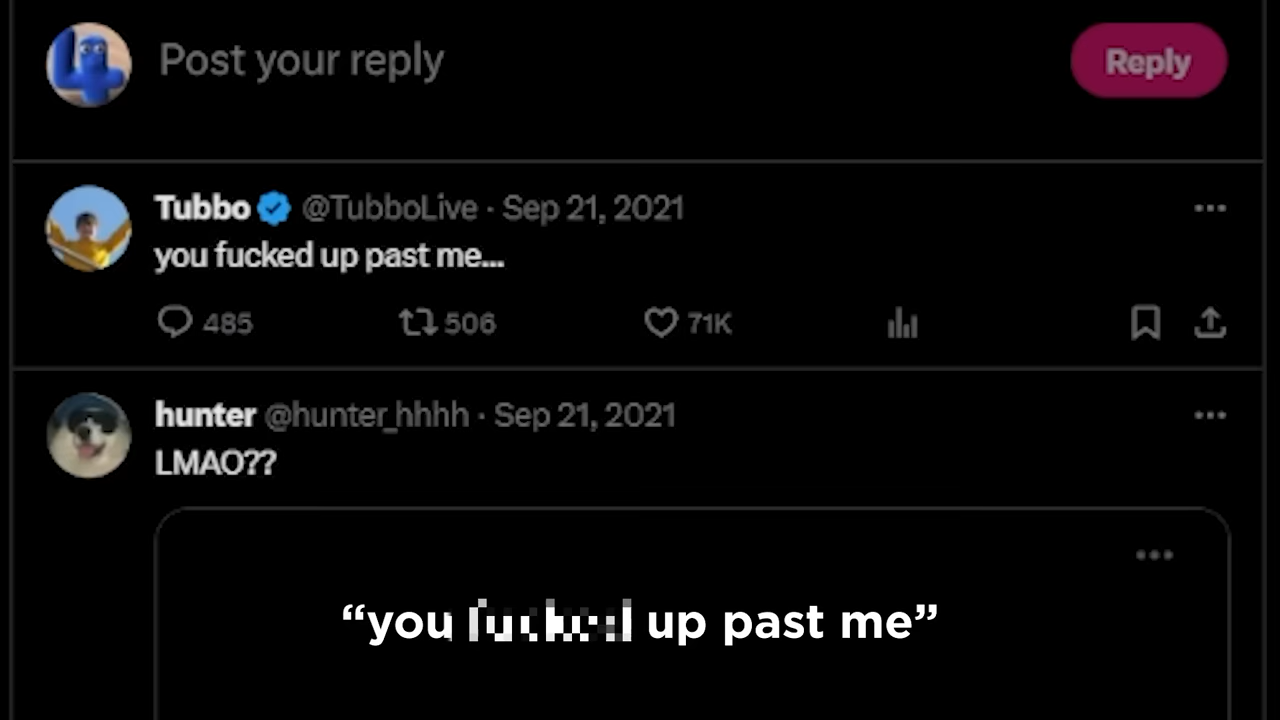 Post your reply
Reply
Tubbo @TubboLive · Sep 21, 2021
you fucked up past me...
485 506 71K
hunter @hunter_hhhh · Sep 21, 2021
LMAO??
“you fucked up past me”